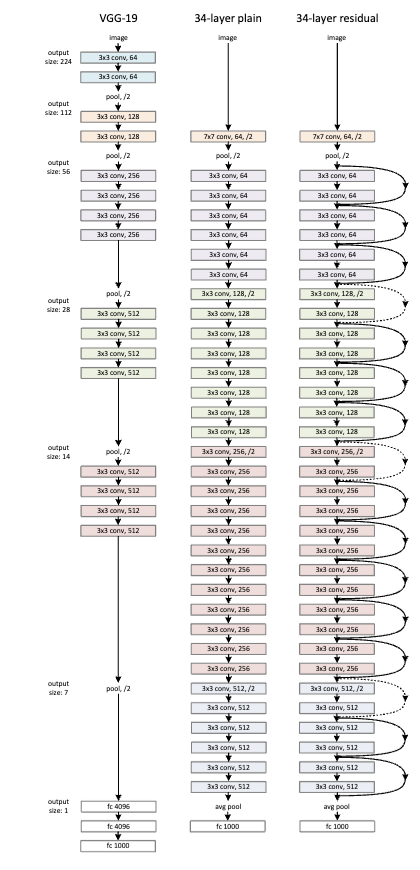 VGG-19
34-layer plain
34-layer residual
output
size: 224
output
size: 112
output
size: 56
output
size: 28
output
size: 14
output
size: 7
output
size: 1
image
3x3 conv, 64
3x3 conv, 64
pool, /2
3x3 conv, 128
3x3 conv, 128
pool, /2
3x3 conv, 256
3x3 conv, 256
3x3 conv, 256
3x3 conv, 256
pool, /2
3x3 conv, 512
3x3 conv, 512
3x3 conv, 512
3x3 conv, 512
pool, /2
3x3 conv, 512
3x3 conv, 512
3x3 conv, 512
3x3 conv, 512
pool, /2
fc 4096
fc 4096
fc 1000
image
7x7 conv, 64, /2
pool, /2
3x3 conv, 64
3x3 conv, 64
3x3 conv, 64
3x3 conv, 64
3x3 conv, 64
3x3 conv, 64
3x3 conv, 128, /2
3x3 conv, 128
3x3 conv, 128
3x3 conv, 128
3x3 conv, 128
3x3 conv, 128
3x3 conv, 128
3x3 conv, 128
3x3 conv, 256, /2
3x3 conv, 256
3x3 conv, 256
3x3 conv, 256
3x3 conv, 256
3x3 conv, 256
3x3 conv, 256
3x3 conv, 256
3x3 conv, 256
3x3 conv, 256
3x3 conv, 256
3x3 conv, 256
3x3 conv, 512, /2
3x3 conv, 512
3x3 conv, 512
3x3 conv, 512
3x3 conv, 512
3x3 conv, 512
avg pool
fc 1000
image
7x7 conv, 64, /2
pool, /2
3x3 conv, 64
3x3 conv, 64
3x3 conv, 64
3x3 conv, 64
3x3 conv, 64
3x3 conv, 64
3x3 conv, 128, /2
3x3 conv, 128
3x3 conv, 128
3x3 conv, 128
3x3 conv, 128
3x3 conv, 128
3x3 conv, 128
3x3 conv, 128
3x3 conv, 256, /2
3x3 conv, 256
3x3 conv, 256
3x3 conv, 256
3x3 conv, 256
3x3 conv, 256
3x3 conv, 256
3x3 conv, 256
3x3 conv, 256
3x3 conv, 256
3x3 conv, 256
3x3 conv, 256
3x3 conv, 512, /2
3x3 conv, 512
3x3 conv, 512
3x3 conv, 512
3x3 conv, 512
3x3 conv, 512
avg pool
fc 1000